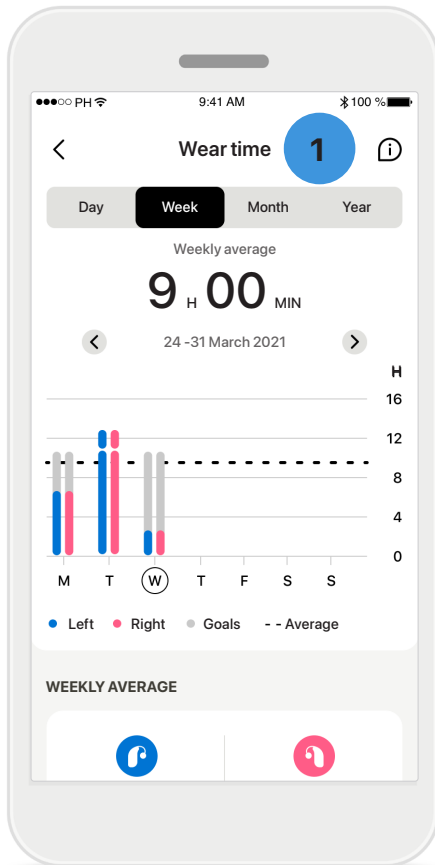 ●●●○○ PH 9:41 AM 100 %
Wear time 1 i
Day Week Month Year
Weekly average
9 H 00 MIN
24 -31 March 2021
H
16
12
8
4
0
M T W T F S S
Left Right Goals - - Average
WEEKLY AVERAGE